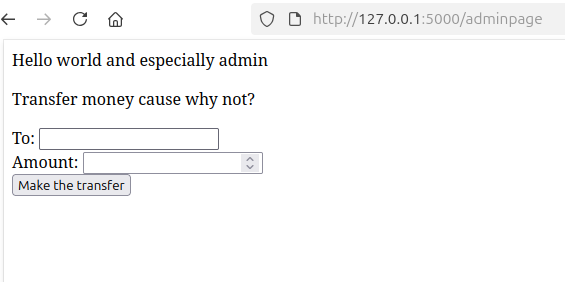 http://127.0.0.1:5000/adminpage
Hello world and especially admin
Transfer money cause why not?
To:
Amount:
Make the transfer